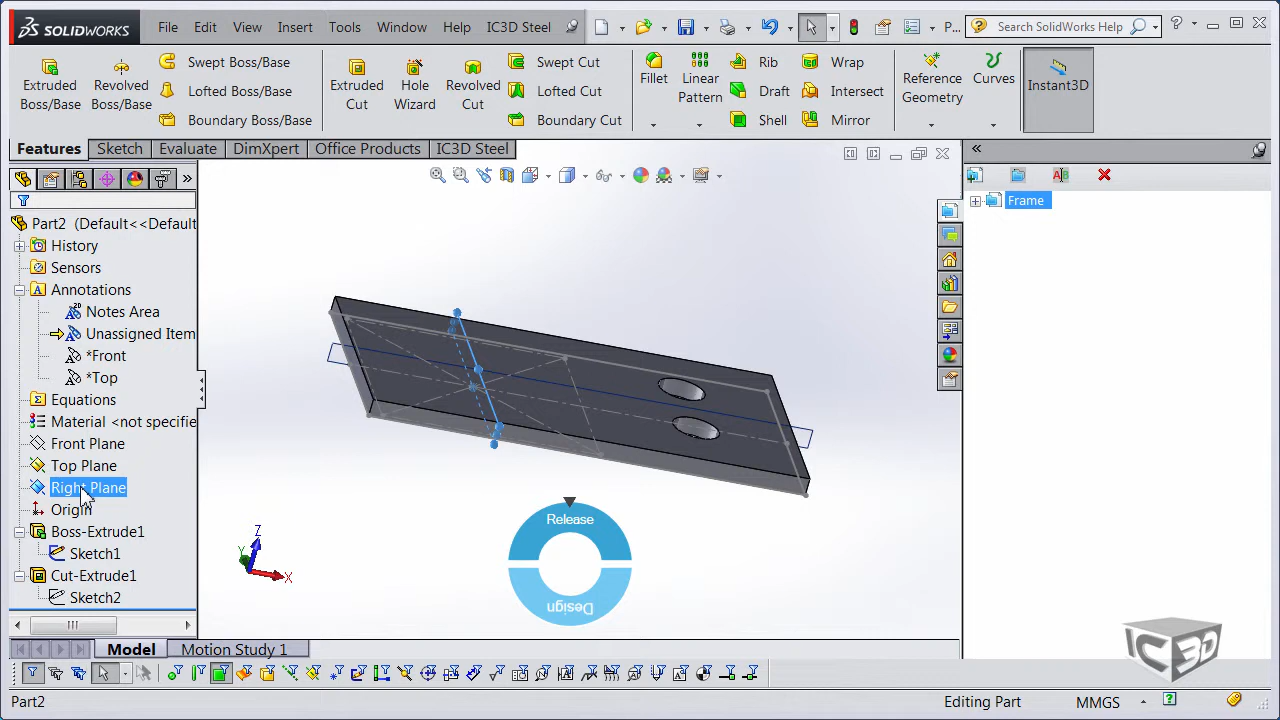 SOLIDWORKS File Edit View Insert Tools Window Help IC3D Steel P... Search SolidWorks Help
Extruded Boss/Base
Revolved Boss/Base
Swept Boss/Base
Lofted Boss/Base
Boundary Boss/Base
Extruded Cut
Hole Wizard
Revolved Cut
Swept Cut
Lofted Cut
Boundary Cut
Fillet
Linear Pattern
Rib
Draft
Shell
Wrap
Intersect
Mirror
Reference Geometry
Curves
Instant3D
Features Sketch Evaluate DimXpert Office Products IC3D Steel
Part2 (Default<<Default
History
Sensors
Annotations
Notes Area
Unassigned Item
*Front
*Top
Equations
Material <not specifie
Front Plane
Top Plane
Right Plane
Origin
Boss-Extrude1
Sketch1
Cut-Extrude1
Sketch2
Frame
Release
Design
Z
Y
X
IC3D
Model Motion Study 1
Part2 Editing Part MMGS